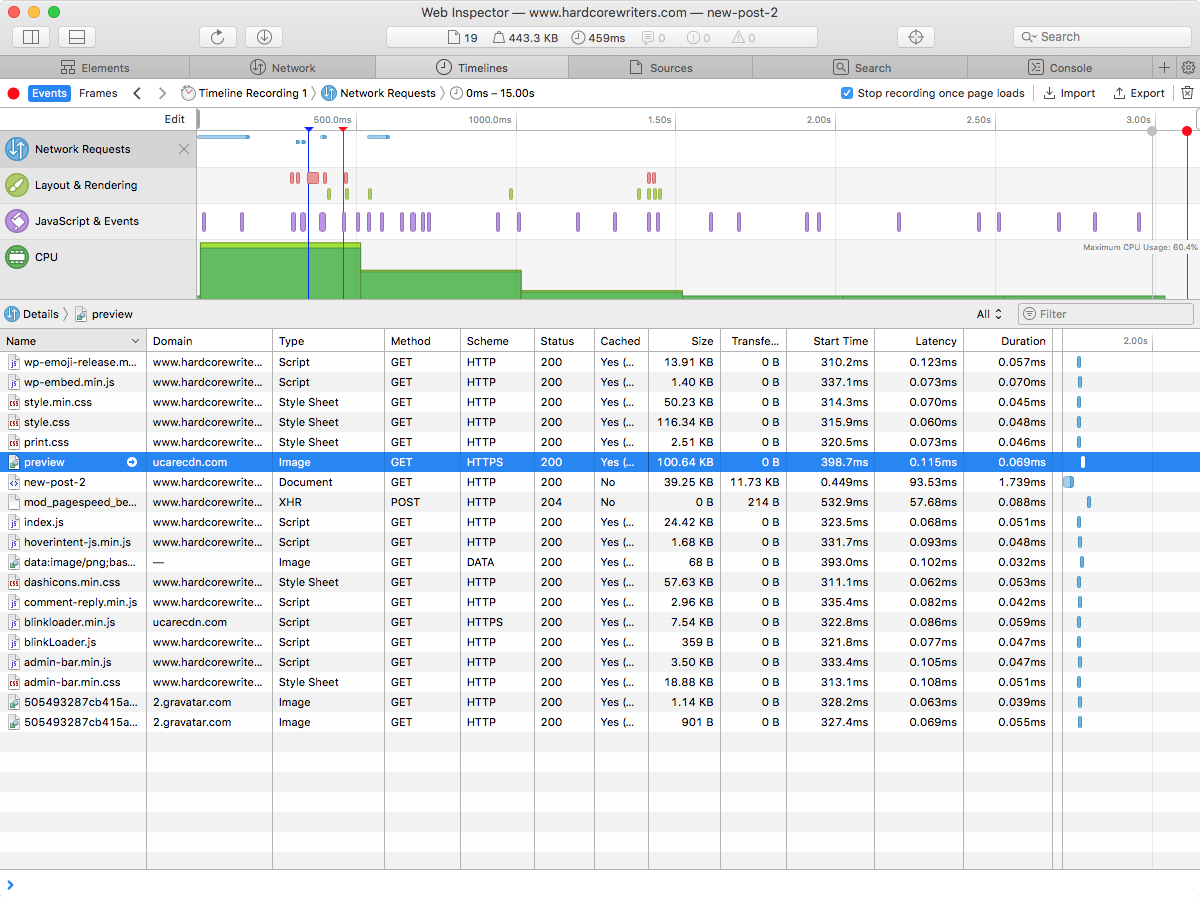 Web Inspector — www.hardcorewriters.com — new-post-2
19 443.3 KB 459ms 0 0 0 Search
Elements Network Timelines Sources Search Console
Events Frames Timeline Recording 1 Network Requests 0ms – 15.00s Stop recording once page loads Import Export
Edit 500.0ms 1000.0ms 1.50s 2.00s 2.50s 3.00s
Network Requests
Layout & Rendering
JavaScript & Events
Maximum CPU Usage: 60.4%
CPU
Details preview All Filter
Name Domain Type Method Scheme Status Cached Size Transfe... Start Time Latency Duration 2.00s
wp-emoji-release.m... www.hardcorewrite... Script GET HTTP 200 Yes (... 13.91 KB 0 B 310.2ms 0.123ms 0.057ms
wp-embed.min.js www.hardcorewrite... Script GET HTTP 200 Yes (... 1.40 KB 0 B 337.1ms 0.073ms 0.070ms
style.min.css www.hardcorewrite... Style Sheet GET HTTP 200 Yes (... 50.23 KB 0 B 314.3ms 0.070ms 0.045ms
style.css www.hardcorewrite... Style Sheet GET HTTP 200 Yes (... 116.34 KB 0 B 315.9ms 0.060ms 0.048ms
print.css www.hardcorewrite... Style Sheet GET HTTP 200 Yes (... 2.51 KB 0 B 320.5ms 0.073ms 0.046ms
preview ucarecdn.com Image GET HTTPS 200 Yes (... 100.64 KB 0 B 398.7ms 0.115ms 0.069ms
new-post-2 www.hardcorewrite... Document GET HTTP 200 No 39.25 KB 11.73 KB 0.449ms 93.53ms 1.739ms
mod_pagespeed_be... www.hardcorewrite... XHR POST HTTP 204 No 0 B 214 B 532.9ms 57.68ms 0.088ms
index.js www.hardcorewrite... Script GET HTTP 200 Yes (... 24.42 KB 0 B 323.5ms 0.068ms 0.051ms
hoverintent-js.min.js www.hardcorewrite... Script GET HTTP 200 Yes (... 1.68 KB 0 B 331.7ms 0.093ms 0.048ms
data:image/png;bas... — Image GET DATA 200 Yes (... 68 B 0 B 393.0ms 0.102ms 0.032ms
dashicons.min.css www.hardcorewrite... Style Sheet GET HTTP 200 Yes (... 57.63 KB 0 B 311.1ms 0.062ms 0.053ms
comment-reply.min.js www.hardcorewrite... Script GET HTTP 200 Yes (... 2.96 KB 0 B 335.4ms 0.082ms 0.042ms
blinkloader.min.js ucarecdn.com Script GET HTTPS 200 Yes (... 7.54 KB 0 B 322.8ms 0.086ms 0.059ms
blinkLoader.js www.hardcorewrite... Script GET HTTP 200 Yes (... 359 B 0 B 321.8ms 0.077ms 0.047ms
admin-bar.min.js www.hardcorewrite... Script GET HTTP 200 Yes (... 3.50 KB 0 B 333.4ms 0.105ms 0.047ms
admin-bar.min.css www.hardcorewrite... Style Sheet GET HTTP 200 Yes (... 18.88 KB 0 B 313.1ms 0.108ms 0.051ms
505493287cb415a... 2.gravatar.com Image GET HTTP 200 Yes (... 1.14 KB 0 B 328.2ms 0.063ms 0.039ms
505493287cb415a... 2.gravatar.com Image GET HTTP 200 Yes (... 901 B 0 B 327.4ms 0.069ms 0.055ms